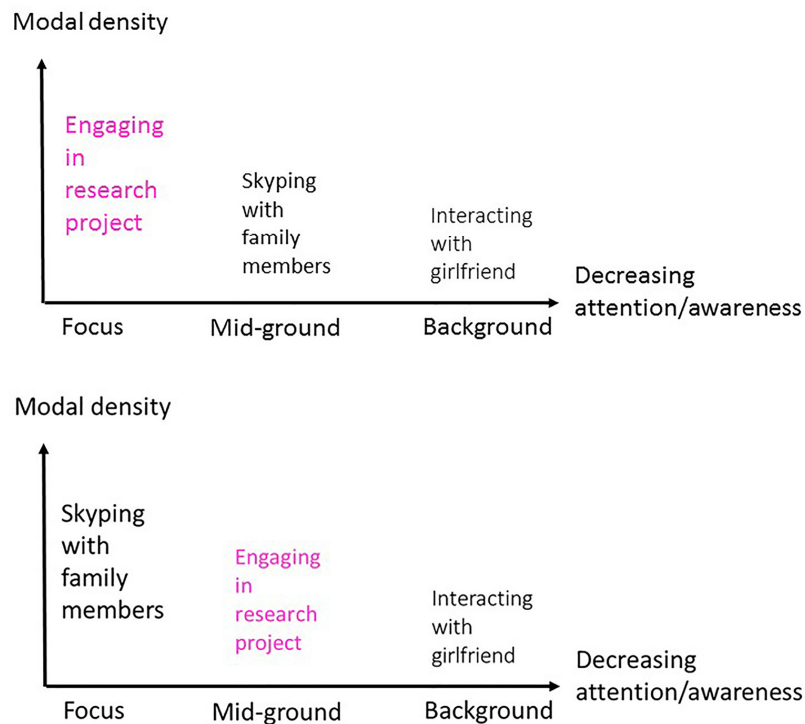 Modal density
Engaging
in
research
project
Skyping
with
family
members
Interacting
with
girlfriend
Decreasing
attention/awareness
Focus
Mid-ground
Background
Modal density
Skyping
with
family
members
Engaging
in
research
project
Interacting
with
girlfriend
Decreasing
attention/awareness
Focus
Mid-ground
Background